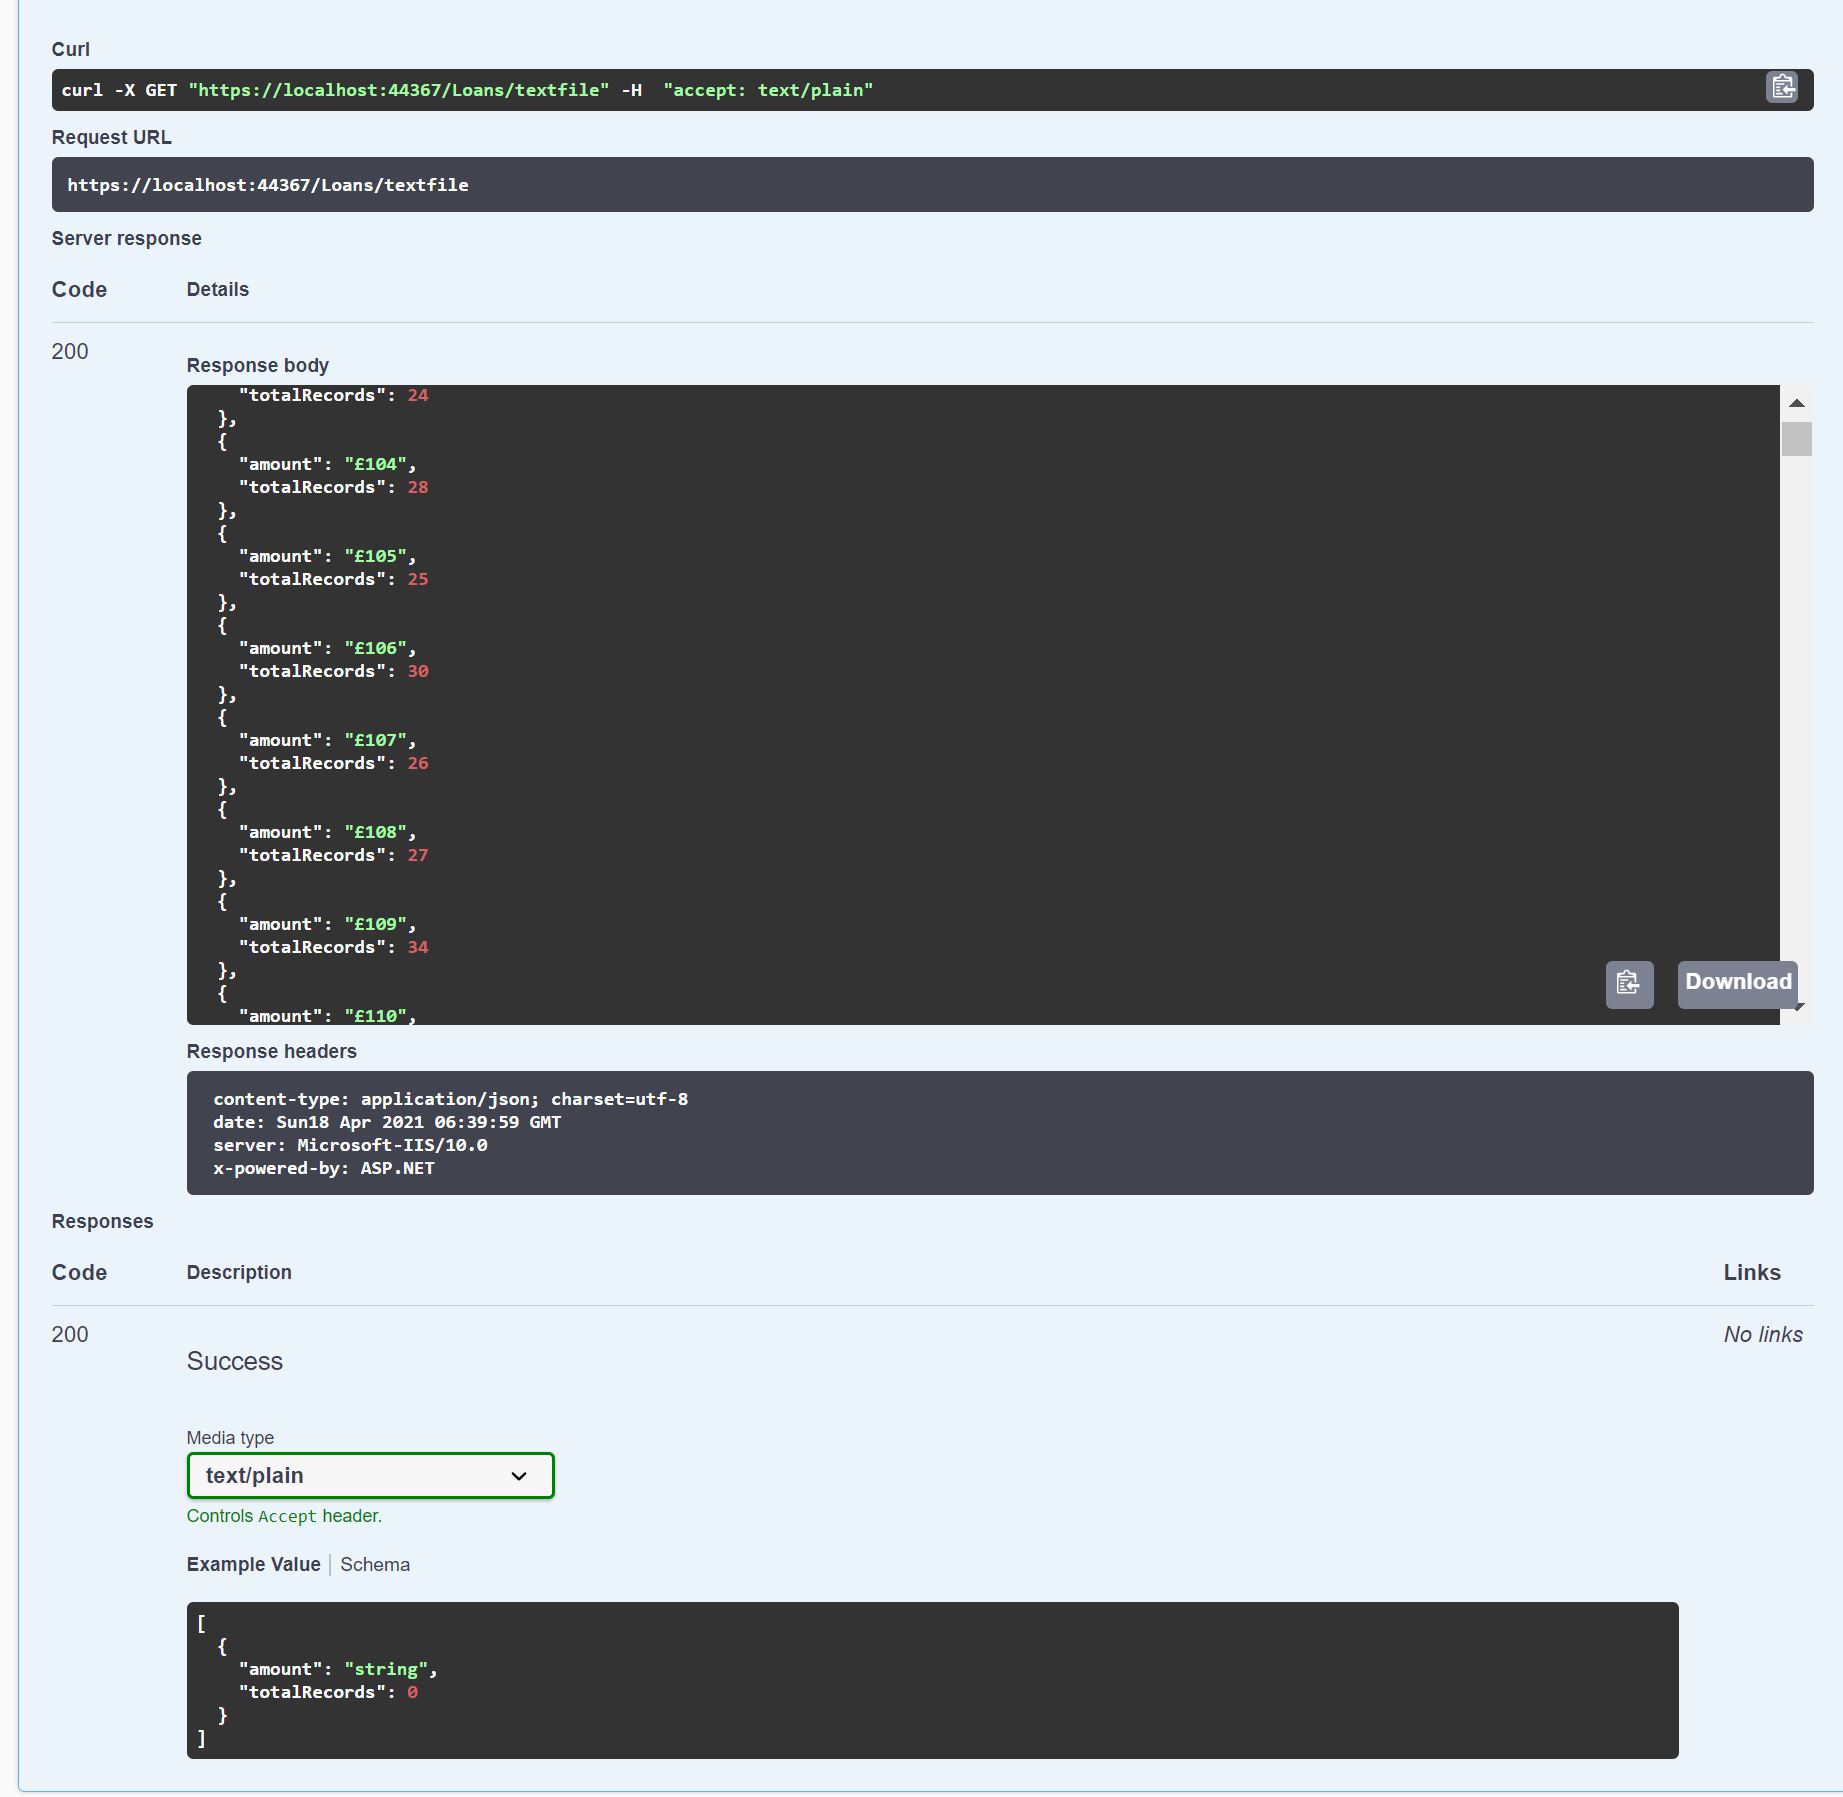 Curl
curl -X GET "https://localhost:44367/Loans/textfile" -H  "accept: text/plain"
Request URL
https://localhost:44367/Loans/textfile
Server response
Code Details
200
Response body
"totalRecords": 24
},
{
"amount": "£104",
"totalRecords": 28
},
{
"amount": "£105",
"totalRecords": 25
},
{
"amount": "£106",
"totalRecords": 30
},
{
"amount": "£107",
"totalRecords": 26
},
{
"amount": "£108",
"totalRecords": 27
},
{
"amount": "£109",
"totalRecords": 34
},
{
"amount": "£110",
Download
Response headers
content-type: application/json; charset=utf-8
date: Sun18 Apr 2021 06:39:59 GMT
server: Microsoft-IIS/10.0
x-powered-by: ASP.NET
Responses
Code Description Links
200 No links
Success
Media type
text/plain
Controls Accept header.
Example Value Schema
[
{
"amount": "string",
"totalRecords": 0
}
]